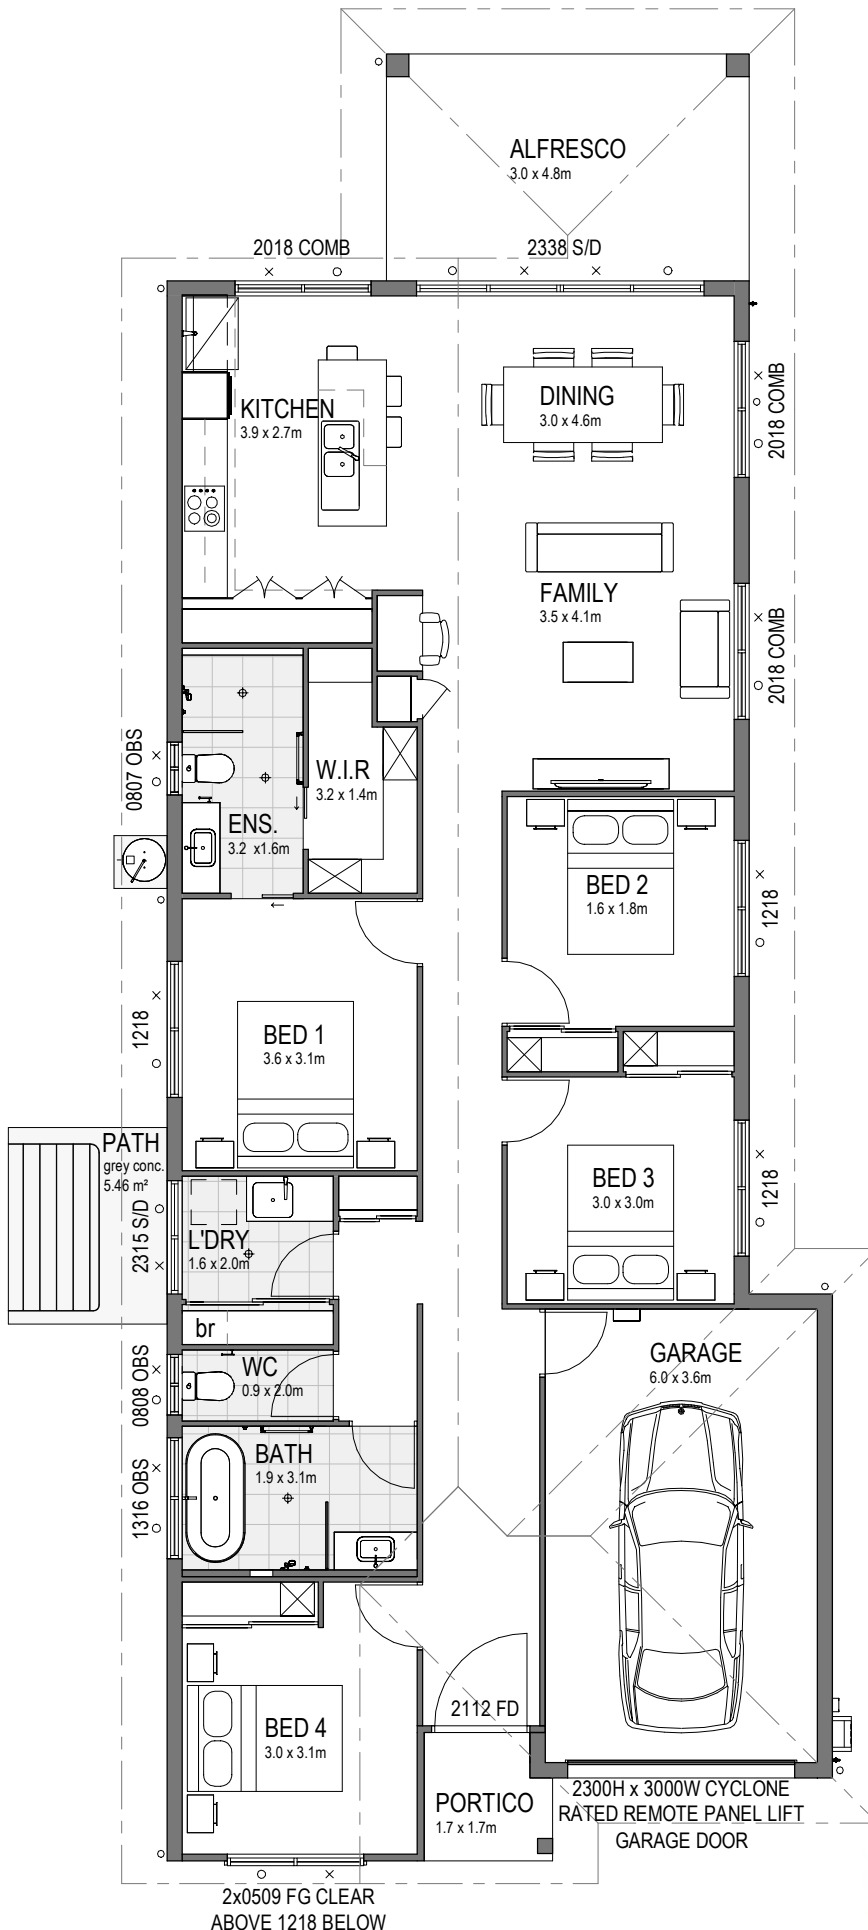 ALFRESCO
3.0 x 4.8m
2018 COMB
2338 S/D
KITCHEN
3.9 x 2.7m
DINING
3.0 x 4.6m
2018 COMB
FAMILY
3.5 x 4.1m
2018 COMB
0807 OBS
W.I.R
3.2 x 1.4m
ENS.
3.2 x1.6m
BED 2
1.6 x 1.8m
1218
BED 1
3.6 x 3.1m
1218
PATH
grey conc.
5.46 m²
2315 S/D
L'DRY
1.6 x 2.0m
BED 3
3.0 x 3.0m
1218
br
WC
0.9 x 2.0m
0808 OBS
GARAGE
6.0 x 3.6m
BATH
1.9 x 3.1m
1316 OBS
BED 4
3.0 x 3.1m
2112 FD
PORTICO
1.7 x 1.7m
2300H x 3000W CYCLONE
RATED REMOTE PANEL LIFT
GARAGE DOOR
2x0509 FG CLEAR
ABOVE 1218 BELOW